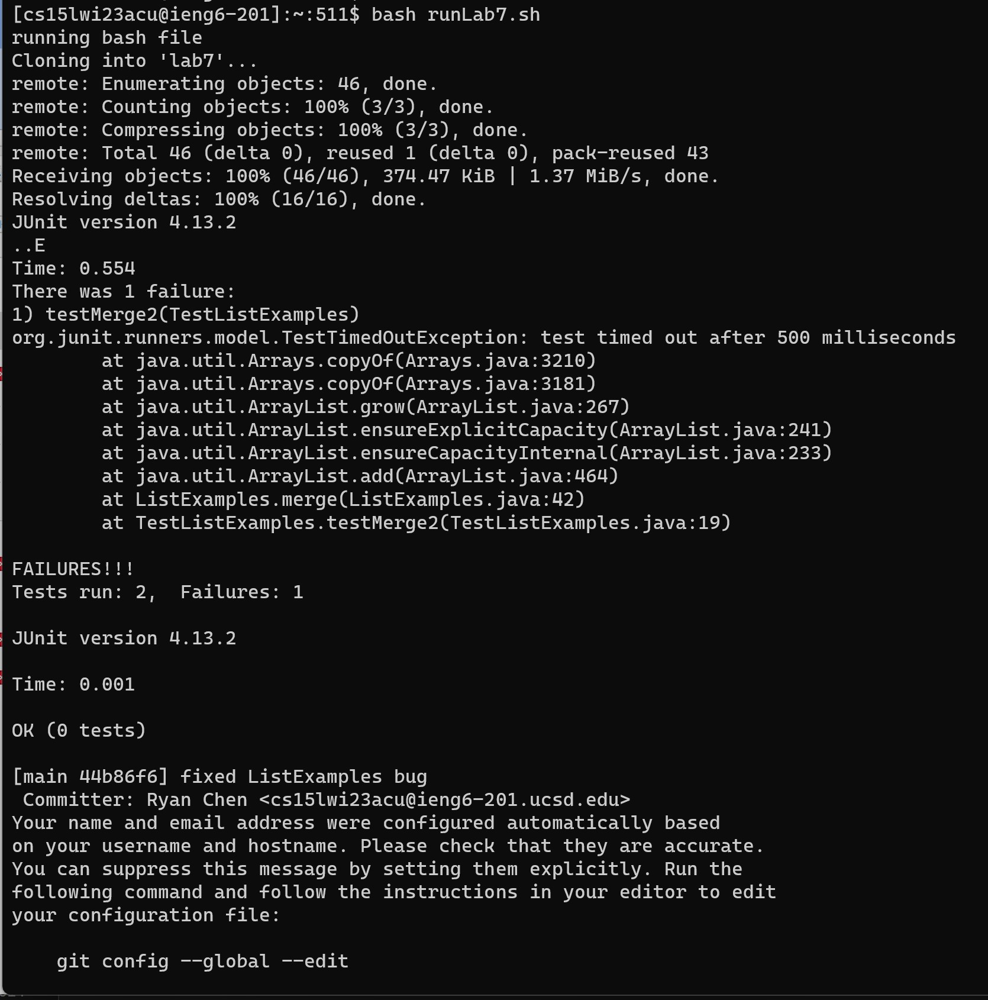 [cs15lwi23acu@ieng6-201]:~:511$ bash runLab7.sh
running bash file
Cloning into 'lab7'...
remote: Enumerating objects: 46, done.
remote: Counting objects: 100% (3/3), done.
remote: Compressing objects: 100% (3/3), done.
remote: Total 46 (delta 0), reused 1 (delta 0), pack-reused 43
Receiving objects: 100% (46/46), 374.47 KiB | 1.37 MiB/s, done.
Resolving deltas: 100% (16/16), done.
JUnit version 4.13.2
..E
Time: 0.554
There was 1 failure:
1) testMerge2(TestListExamples)
org.junit.runners.model.TestTimedOutException: test timed out after 500 milliseconds
        at java.util.Arrays.copyOf(Arrays.java:3210)
        at java.util.Arrays.copyOf(Arrays.java:3181)
        at java.util.ArrayList.grow(ArrayList.java:267)
        at java.util.ArrayList.ensureExplicitCapacity(ArrayList.java:241)
        at java.util.ArrayList.ensureCapacityInternal(ArrayList.java:233)
        at java.util.ArrayList.add(ArrayList.java:464)
        at ListExamples.merge(ListExamples.java:42)
        at TestListExamples.testMerge2(TestListExamples.java:19)

FAILURES!!!
Tests run: 2,  Failures: 1

JUnit version 4.13.2

Time: 0.001

OK (0 tests)

[main 44b86f6] fixed ListExamples bug
 Committer: Ryan Chen <cs15lwi23acu@ieng6-201.ucsd.edu>
Your name and email address were configured automatically based
on your username and hostname. Please check that they are accurate.
You can suppress this message by setting them explicitly. Run the
following command and follow the instructions in your editor to edit
your configuration file:

    git config --global --edit